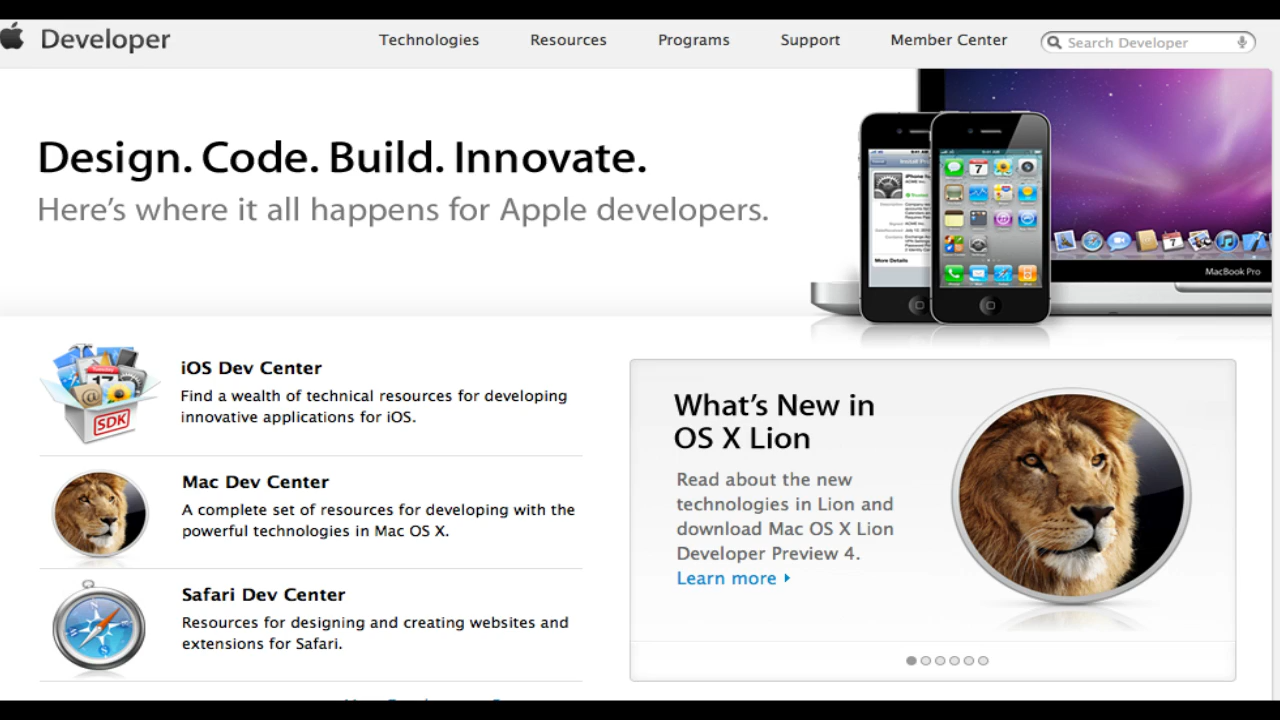 Developer
Technologies
Resources
Programs
Support
Member Center
Search Developer
Design. Code. Build. Innovate.
Here's where it all happens for Apple developers.
MacBook Pro
More Details
iOS Dev Center
Find a wealth of technical resources for developing
innovative applications for iOS.
SDK
Mac Dev Center
A complete set of resources for developing with the
powerful technologies in Mac OS X.
Safari Dev Center
Resources for designing and creating websites and
extensions for Safari.
What's New in
OS X Lion
Read about the new
technologies in Lion and
download Mac OS X Lion
Developer Preview 4.
Learn more